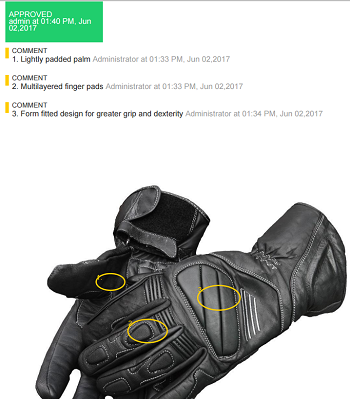 APPROVED
admin at 01:40 PM, Jun
02,2017
COMMENT
1. Lightly padded palm Administrator at 01:33 PM, Jun 02,2017
COMMENT
2. Multilayered finger pads Administrator at 01:33 PM, Jun 02,2017
COMMENT
3. Form fitted design for greater grip and dexterity Administrator at 01:34 PM, Jun 02,2017